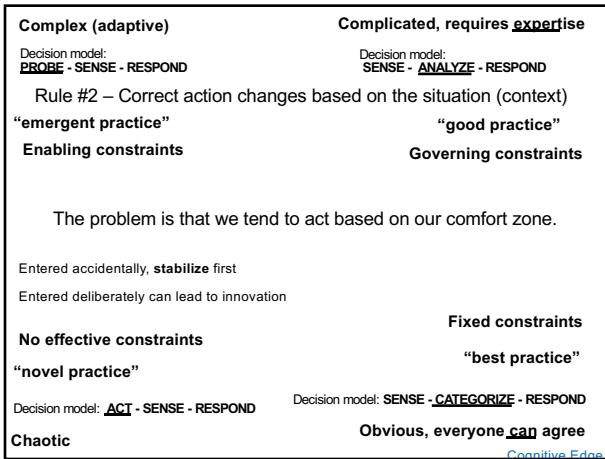 Complex (adaptive)
Complicated, requires expertise
Decision model:
PROBE - SENSE - RESPOND
Decision model:
SENSE - ANALYZE - RESPOND
Rule #2 – Correct action changes based on the situation (context)
“emergent practice”
“good practice”
Enabling constraints
Governing constraints
The problem is that we tend to act based on our comfort zone.
Entered accidentally, stabilize first
Entered deliberately can lead to innovation
Fixed constraints
No effective constraints
“best practice”
“novel practice”
Decision model: SENSE - CATEGORIZE - RESPOND
Decision model: ACT - SENSE - RESPOND
Obvious, everyone can agree
Chaotic
Cognitive Edge